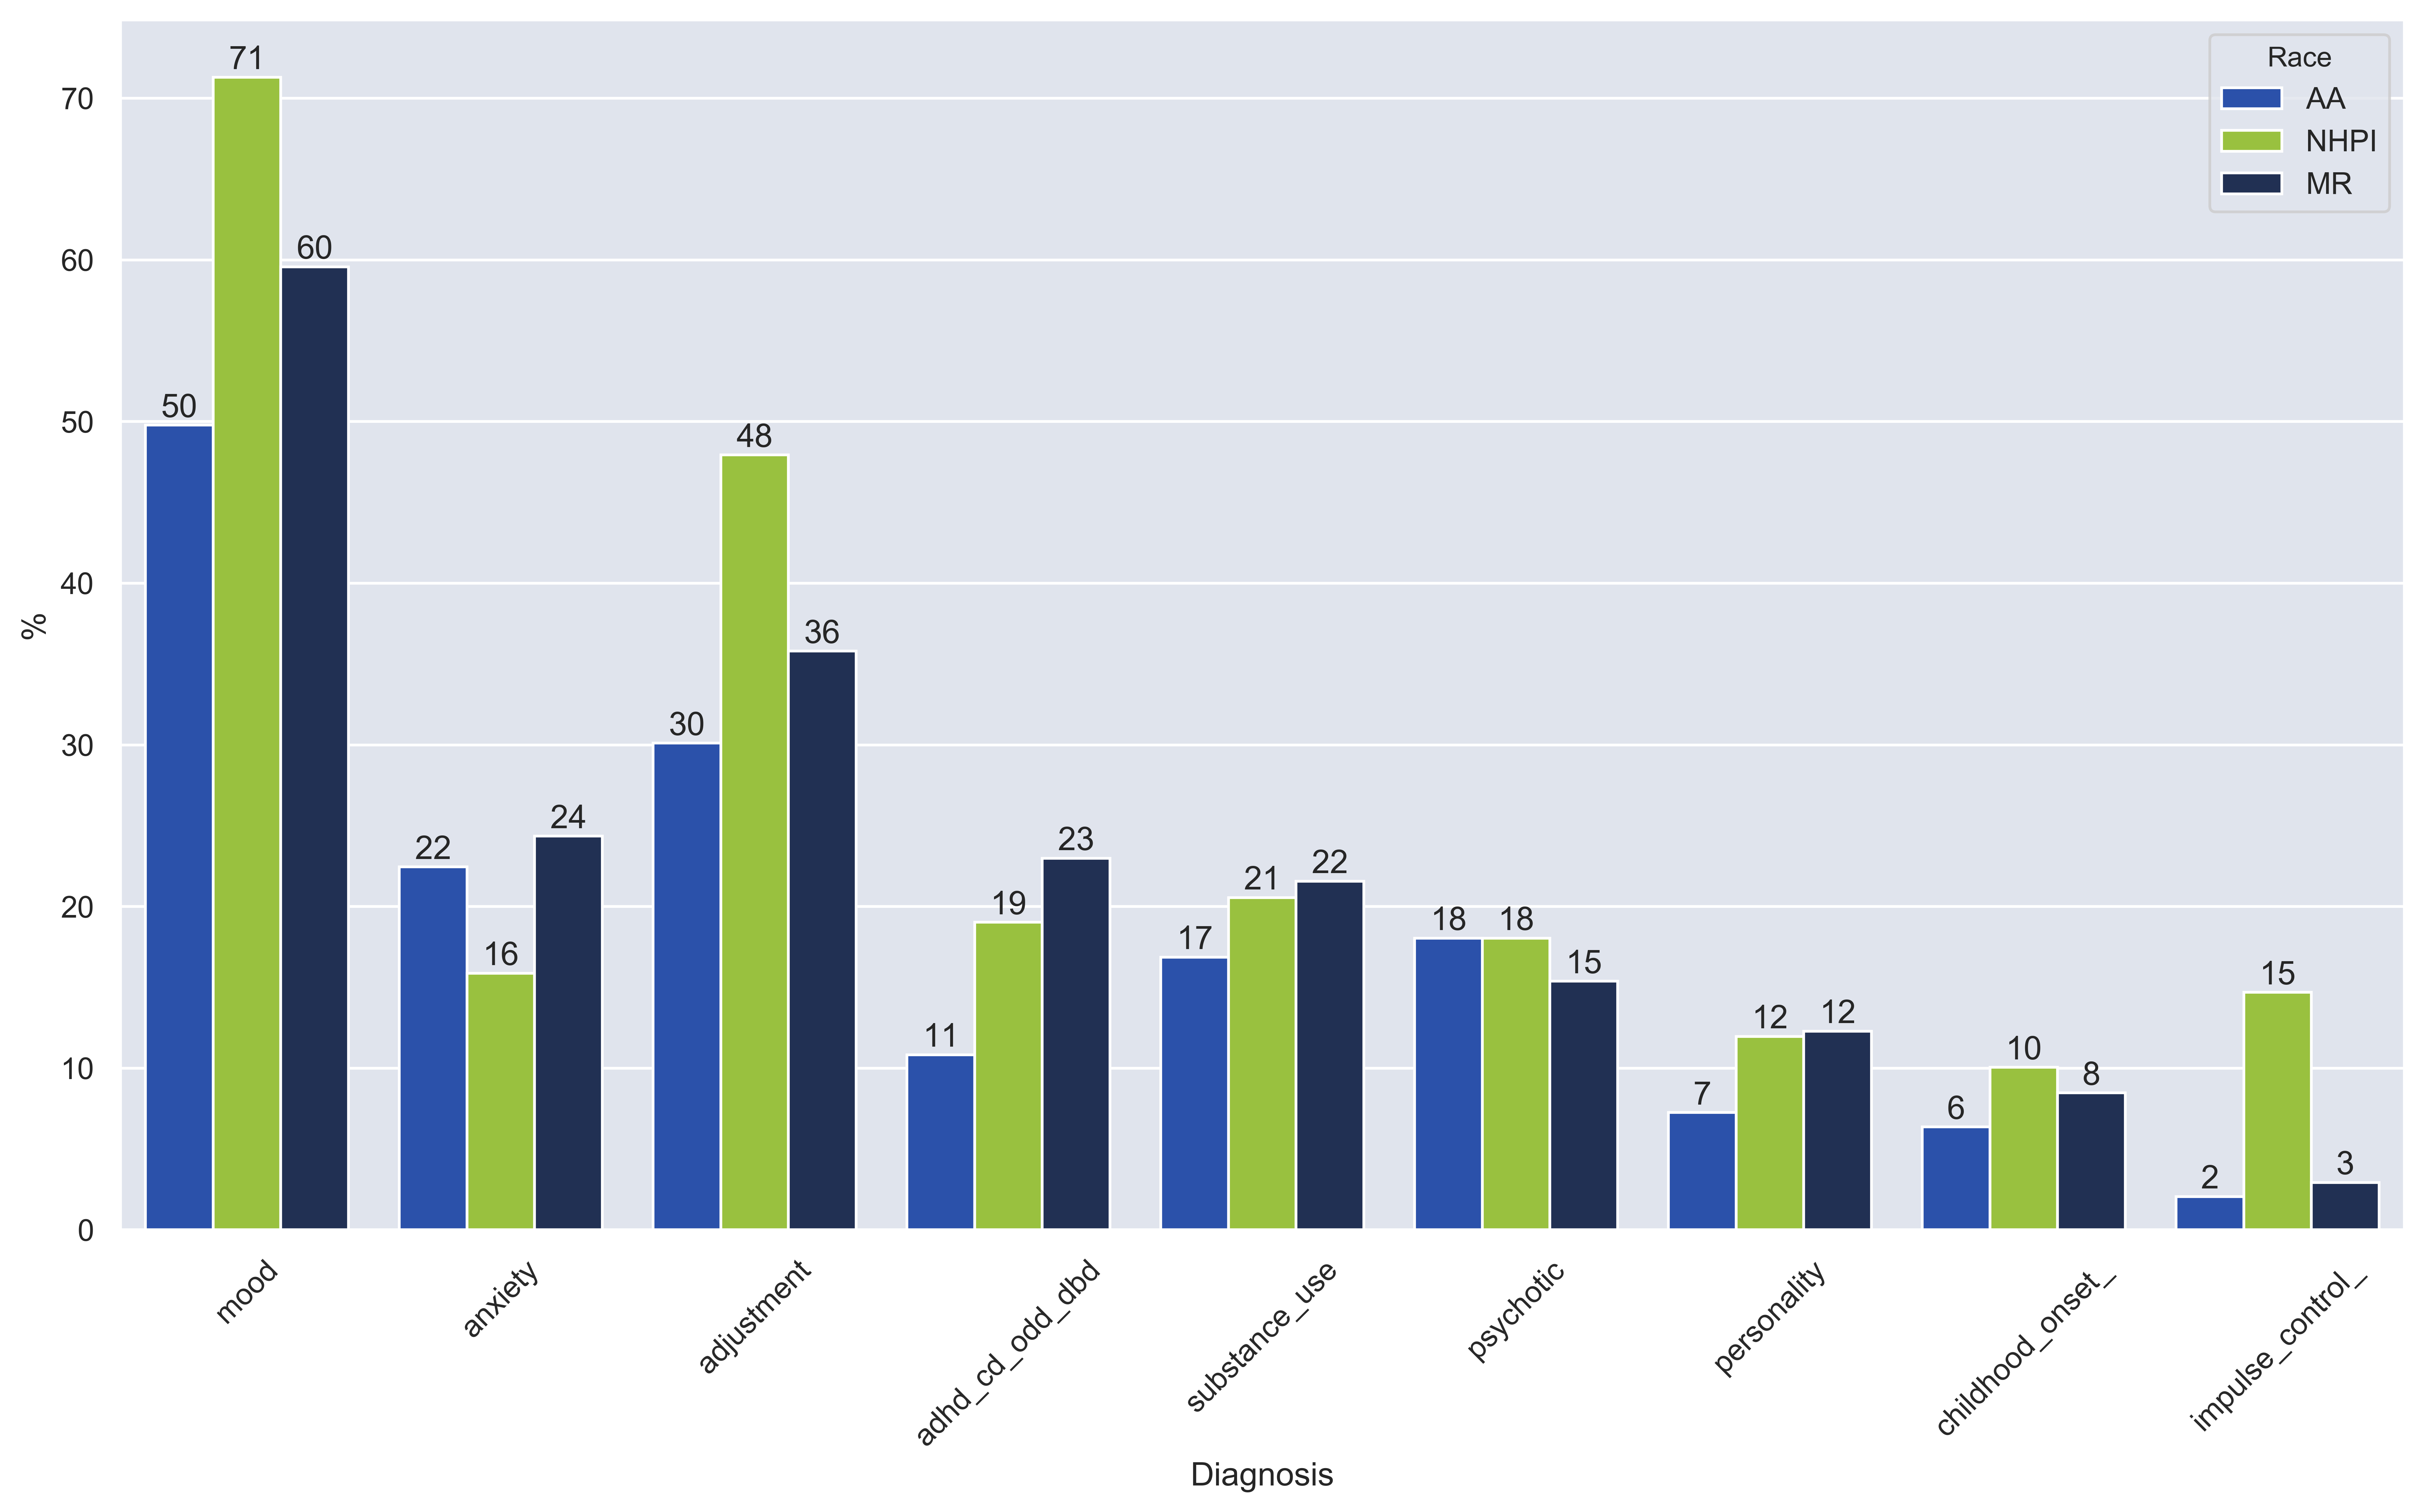 Race
AA
NHPI
MR
%
70
60
50
40
30
20
10
0
50
71
60
22
16
24
30
48
36
11
19
23
17
21
22
18
18
15
7
12
12
6
10
8
2
15
3
mood
anxiety
adjustment
adhd_cd_odd_dbd
substance_use
psychotic
personality
childhood_onset_
impulse_control_
Diagnosis